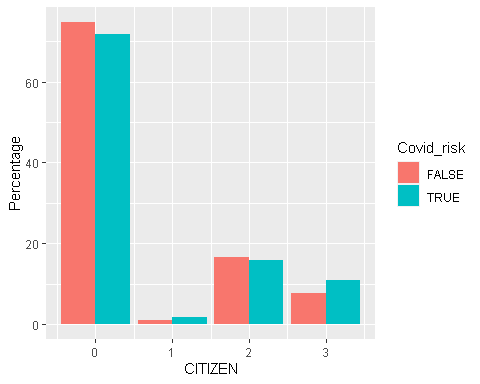 Percentage
60
40
20
0
0 1 2 3
CITIZEN
Covid_risk
FALSE
TRUE